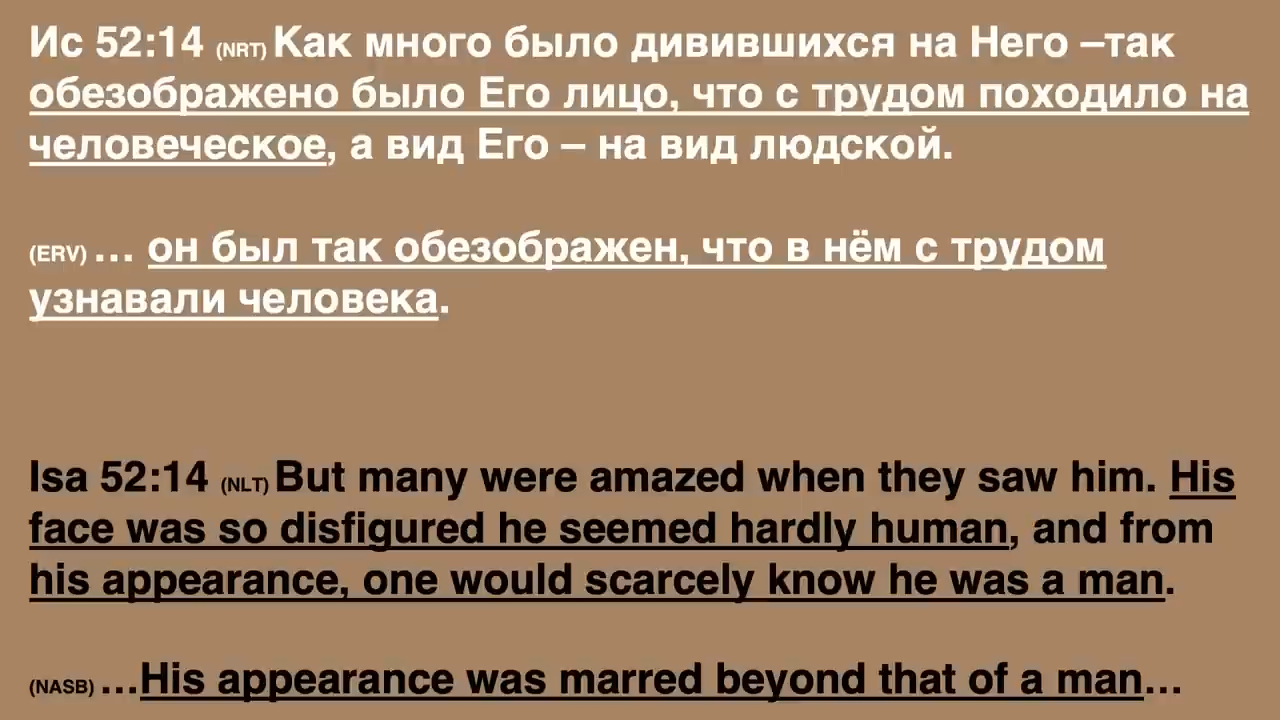 Ис 52:14 (NRT) Как много было дивившихся на Него –так
обезображено было Его лицо, что с трудом походило на
человеческое, а вид Его – на вид людской.
(ERV) … он был так обезображен, что в нём с трудом
узнавали человека.
Isa 52:14 (NLT) But many were amazed when they saw him. His
face was so disfigured he seemed hardly human, and from
his appearance, one would scarcely know he was a man.
(NASB) …His appearance was marred beyond that of a man…